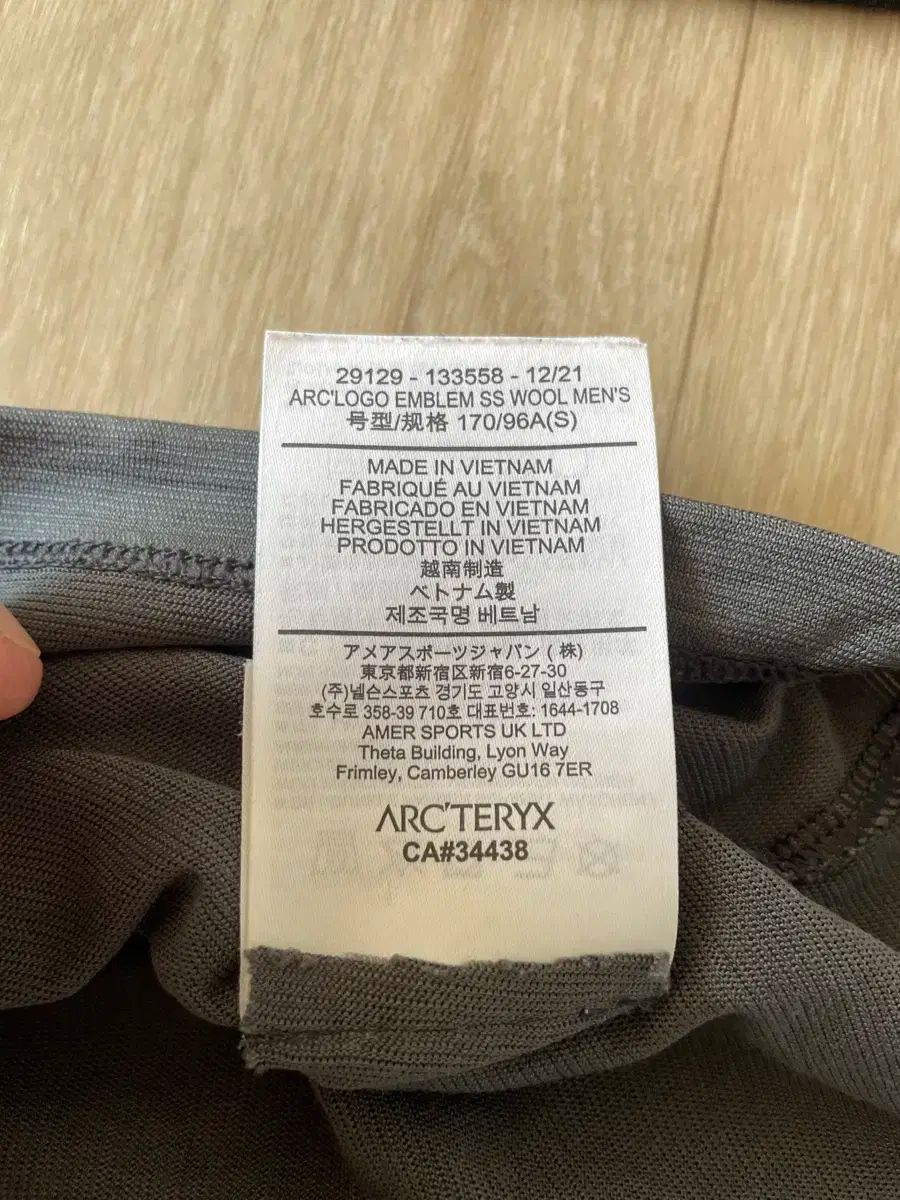 29129 - 133558 - 12/21
ARC'LOGO EMBLEM SS WOOL MEN'S
号型/规格 170/96A(S)
MADE IN VIETNAM
FABRIQUÉ AU VIETNAM
FABRICADO EN VIETNAM
HERGESTELLT IN VIETNAM
PRODOTTO IN VIETNAM
越南制造
ベトナム製
제조국명 베트남
アメアスポーツジャパン (株)
東京都新宿区新宿6-27-30
(주)넬슨스포츠 경기도 고양시 일산동구
호수로 358-39 710호 대표번호: 1644-1708
AMER SPORTS UK LTD
Theta Building, Lyon Way
Frimley, Camberley GU16 7ER
ARC'TERYX
CA#34438